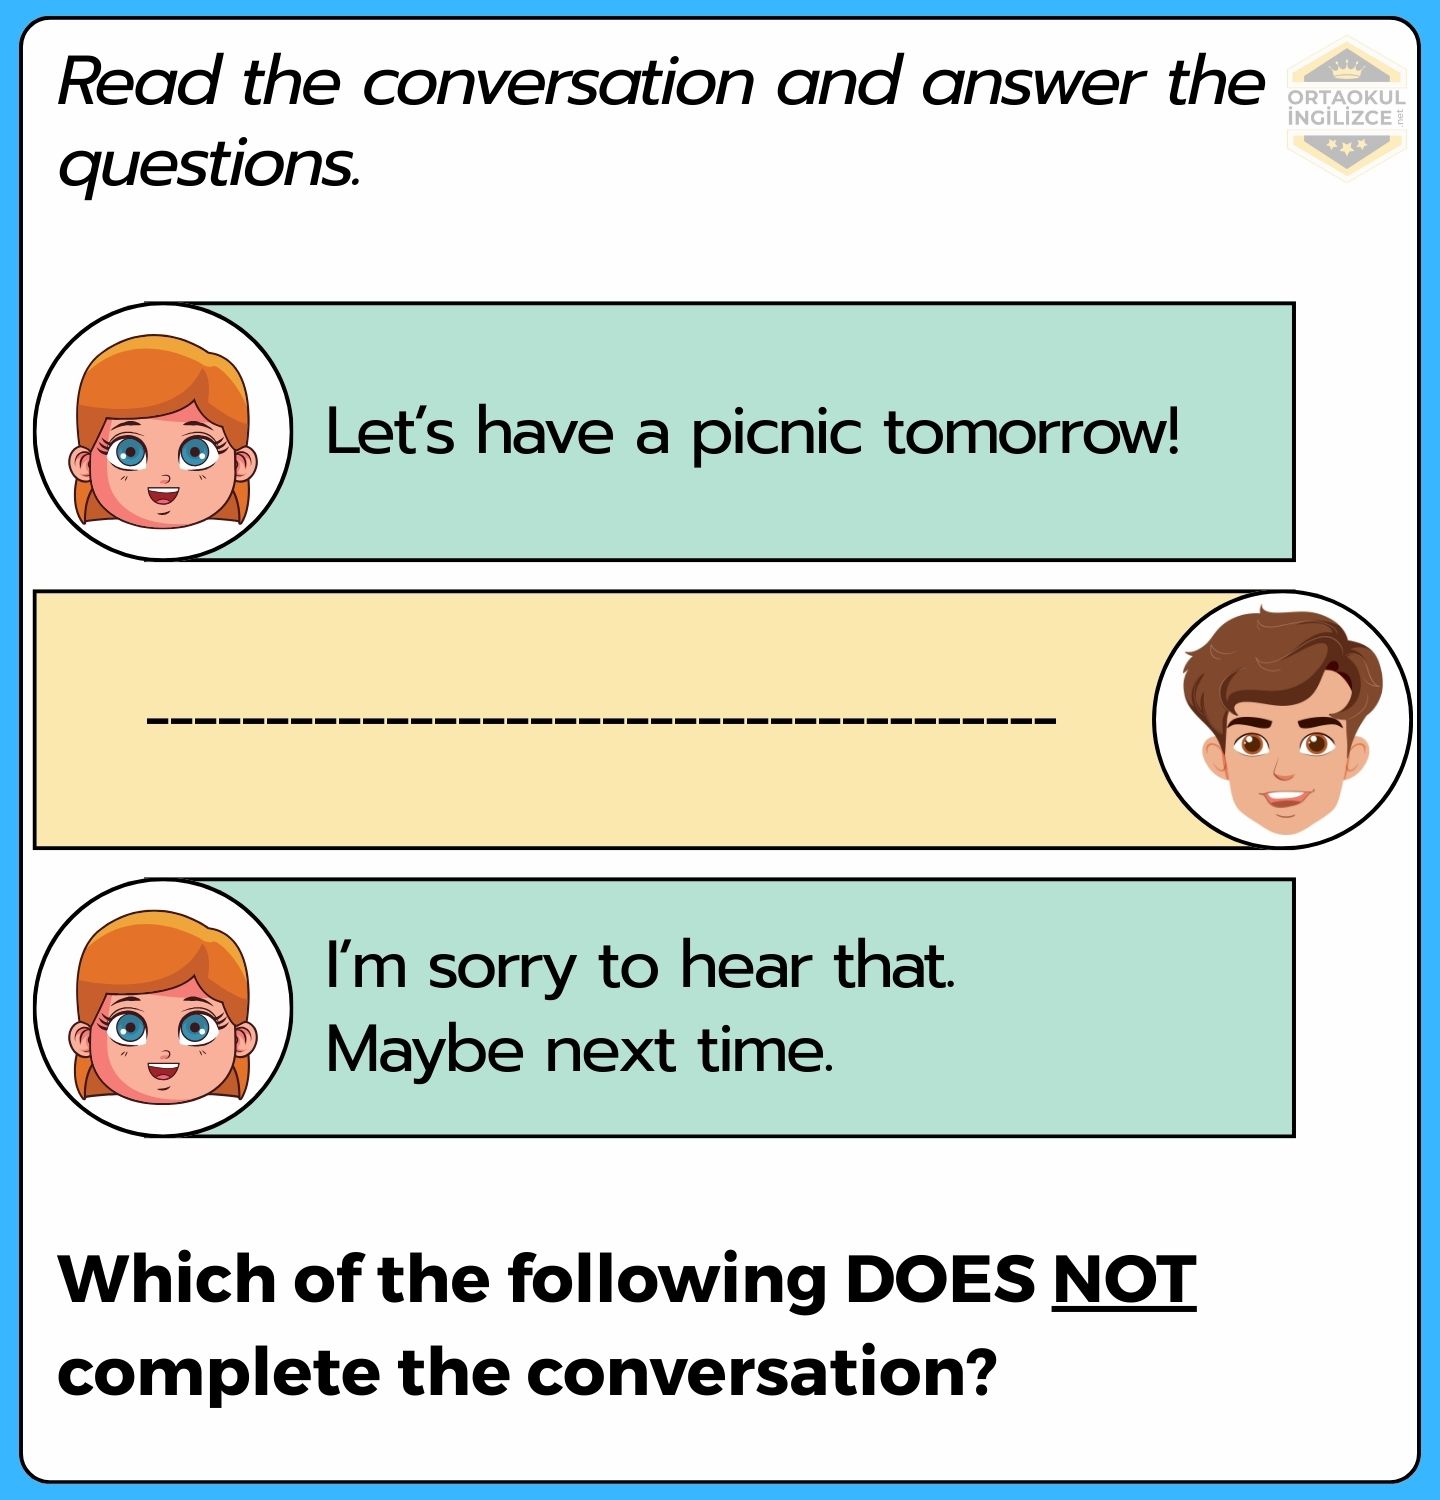 Read the conversation and answer the
questions.
ORTAOKUL
İNGİLİZCE
.net
Let's have a picnic tomorrow!
--------------------------------------
I'm sorry to hear that.
Maybe next time.
Which of the following DOES NOT
complete the conversation?